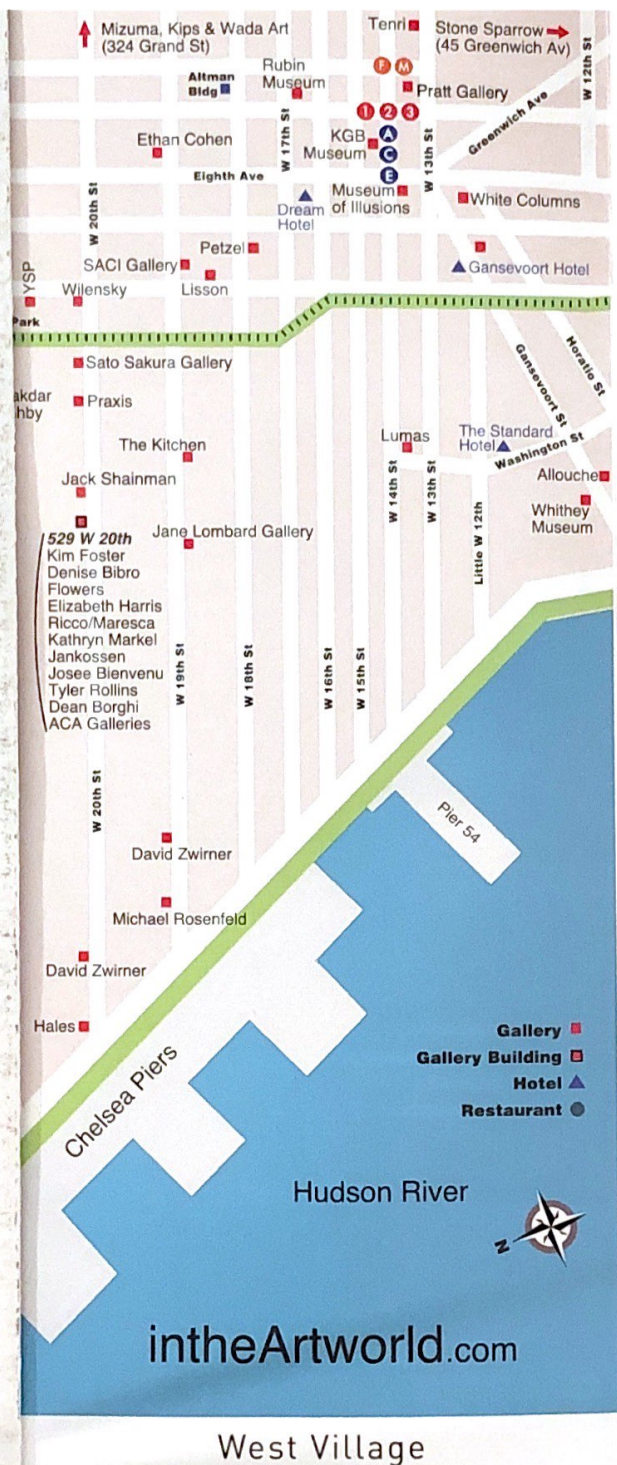 Mizuma, Kips & Wada Art
(324 Grand St)
Tenri
Stone Sparrow
(45 Greenwich Av)
W 12th St
F M
Altman
Bldg
Rubin
Museum
Pratt Gallery
1 2 3
Greenwich Ave
Ethan Cohen
W 17th St
KGB
Museum
A
C
E
W 13th St
Eighth Ave
W 20th St
Dream
Hotel
Museum
of Illusions
White Columns
Petzel
SACI Gallery
Lisson
Gansevoort Hotel
YSP
Wilensky
Park
Sato Sakura Gallery
Gansevoort St
Horatio St
akdar
hby
Praxis
The Kitchen
Lumas
The Standard
Hotel
Washington St
Jack Shainman
W 14th St
W 13th St
Allouche
Whithey
Museum
Little W 12th
529 W 20th
Kim Foster
Denise Bibro
Flowers
Elizabeth Harris
Ricco/Maresca
Kathryn Markel
Jankossen
Josee Bienvenu
Tyler Rollins
Dean Borghi
ACA Galleries
Jane Lombard Gallery
W 19th St
W 18th St
W 16th St
W 15th St
W 20th St
Pier 54
David Zwirner
Michael Rosenfeld
David Zwirner
Hales
Chelsea Piers
Gallery
Gallery Building
Hotel
Restaurant
Hudson River
N
intheArtworld.com
West Village